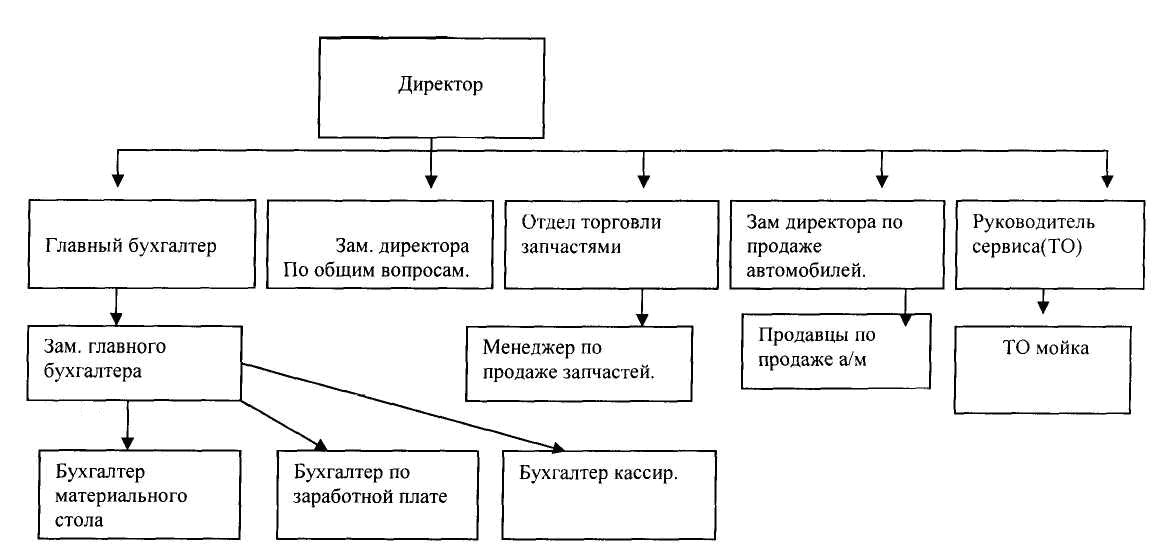 Директор
Главный бухгалтер
Зам. директора
По общим вопросам.
Отдел торговли
запчастями
Зам директора по
продаже
автомобилей.
Руководитель
сервиса(ТО)
Зам. главного
бухгалтера
Менеджер по
продаже запчастей.
Продавцы по
продаже а/м
ТО мойка
Бухгалтер
материального
стола
Бухгалтер по
заработной плате
Бухгалтер кассир.